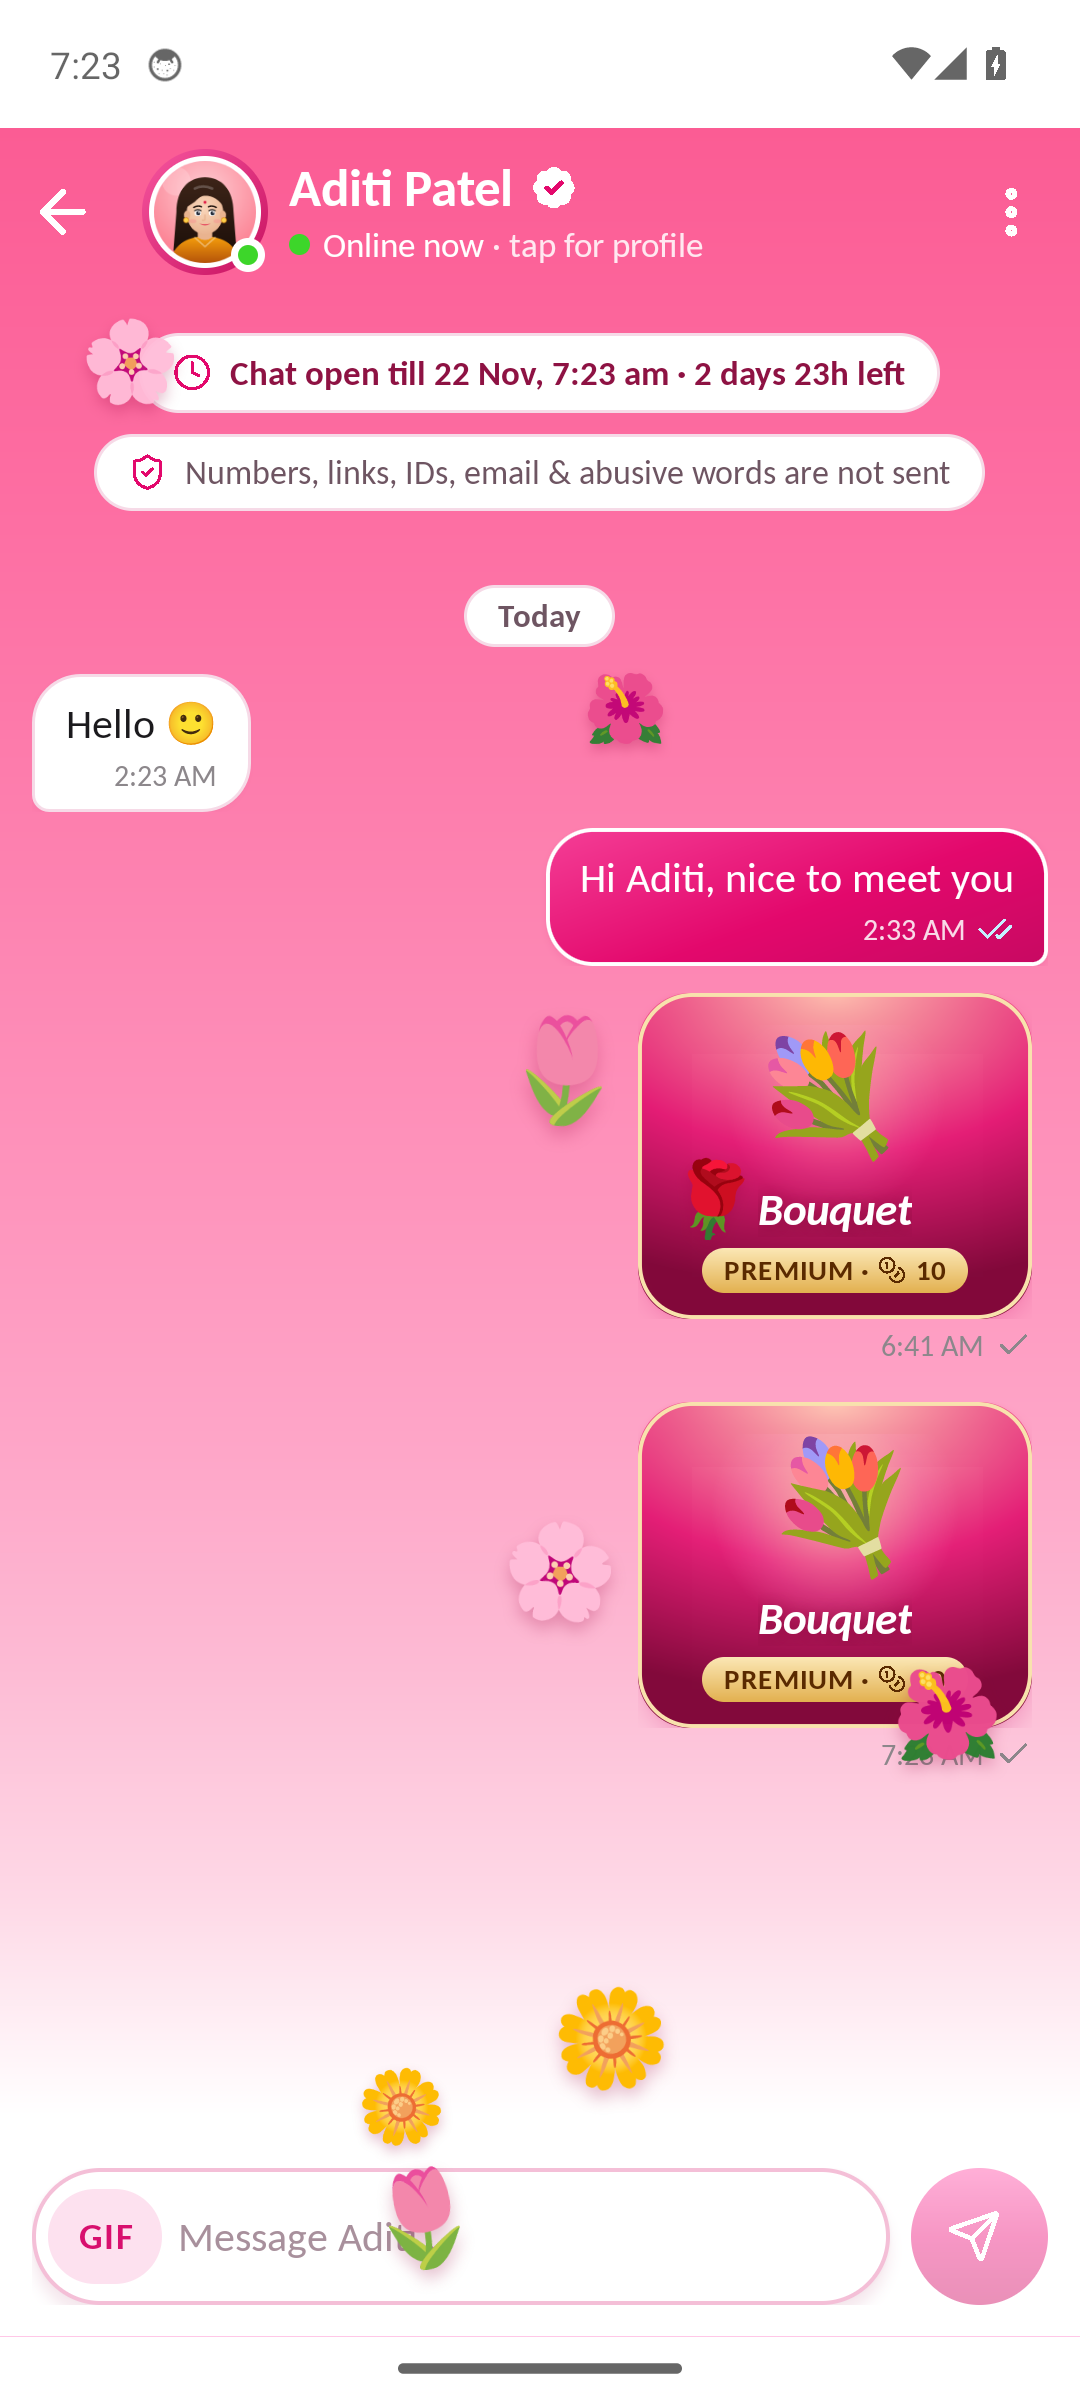 7:23
Aditi Patel
Online now · tap for profile
Chat open till 22 Nov, 7:23 am · 2 days 23h left
Numbers, links, IDs, email & abusive words are not sent
Today
Hello 🙂
2:23 AM
Hi Aditi, nice to meet you
2:33 AM
Bouquet
PREMIUM · 10
6:41 AM
Bouquet
PREMIUM ·
AM
GIF
Message Aditi